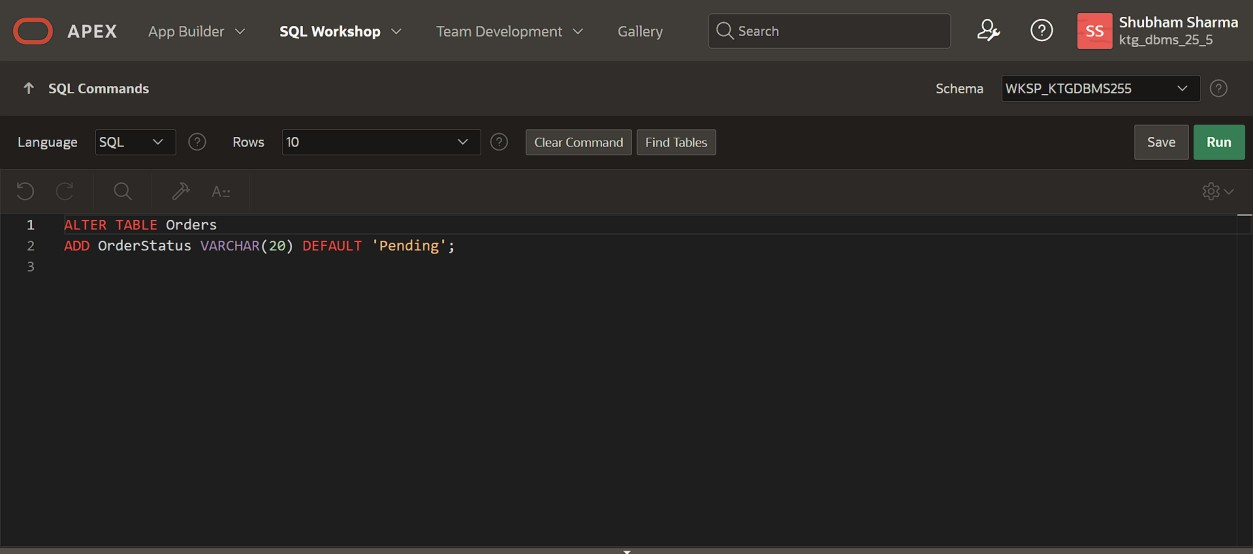 APEX App Builder SQL Workshop Team Development Gallery Search SS Shubham Sharma
ktg_dbms_25_5
SQL Commands Schema WKSP_KTGDBMS255
Language SQL Rows 10 Clear Command Find Tables Save Run
A::
1 ALTER TABLE Orders
2 ADD OrderStatus VARCHAR(20) DEFAULT 'Pending';
3